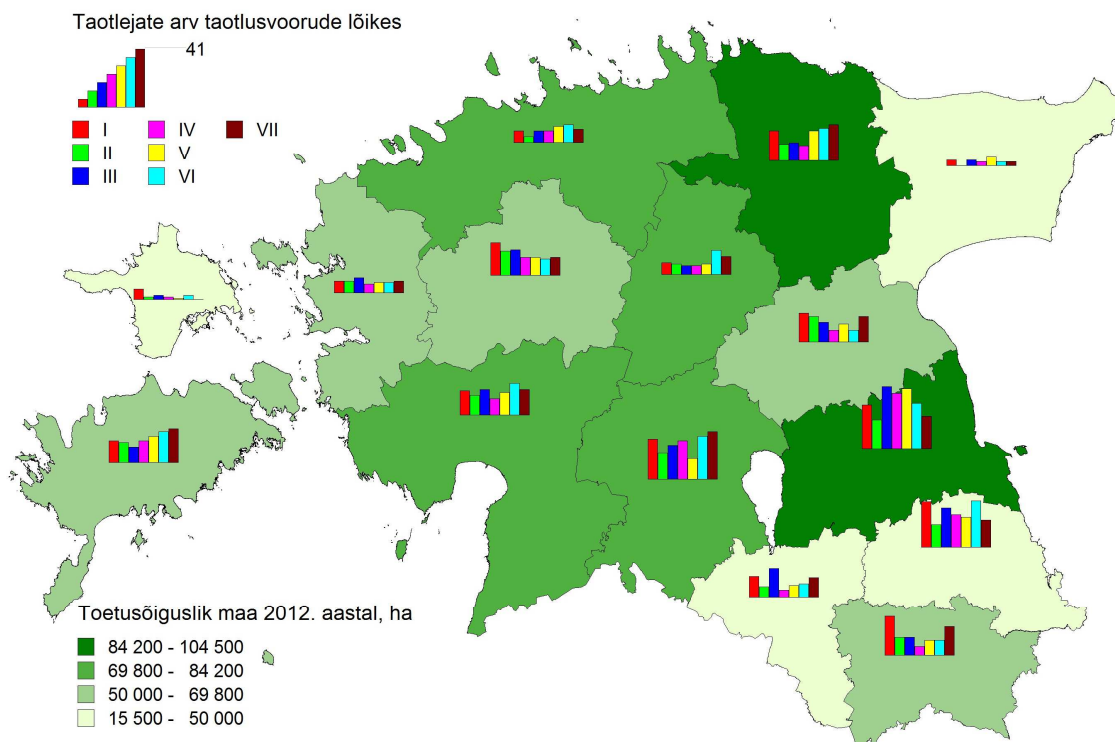 Taotlejate arv taotlusvoorude lõikes
41
I IV VII
II V
III VI
Toetusõiguslik maa 2012. aastal, ha
84 200 - 104 500
69 800 - 84 200
50 000 - 69 800
15 500 - 50 000